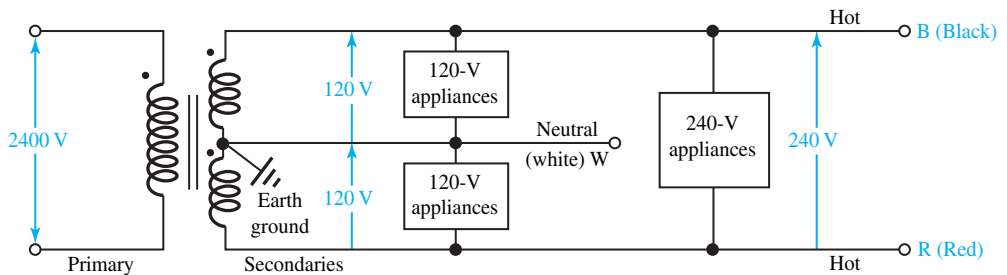 Hot
B (Black)
120-V
appliances
120 V
2400 V
Neutral
(white) W
240-V
appliances
240 V
120-V
appliances
120 V
Earth
ground
Primary
Secondaries
Hot
R (Red)